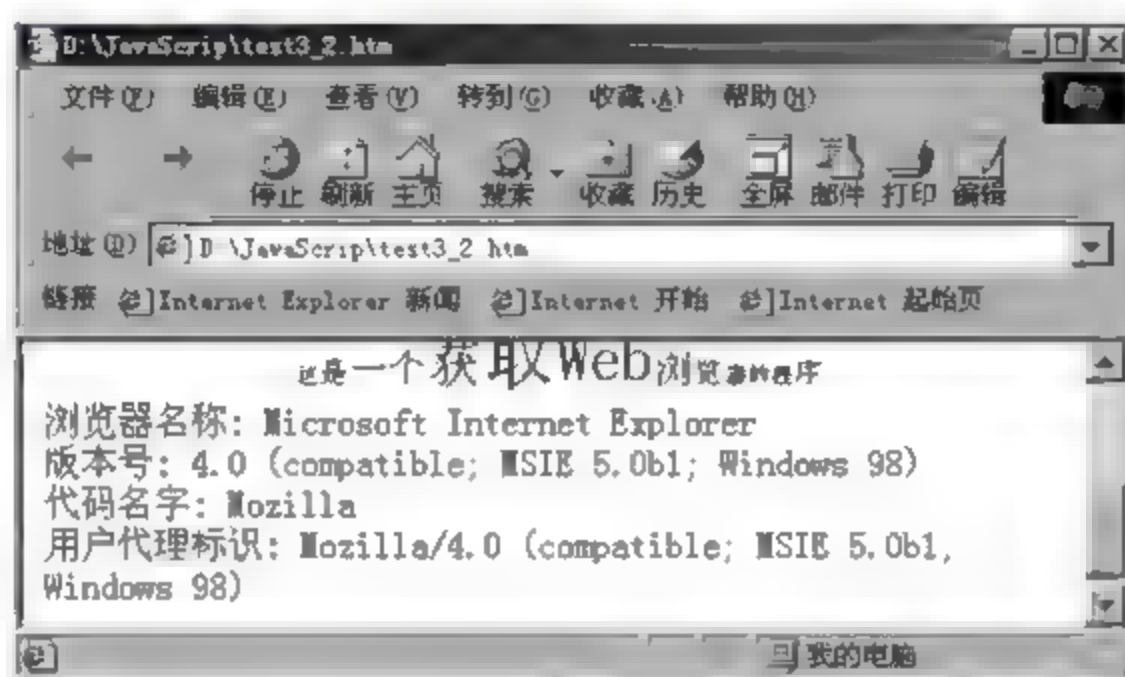 D:\JavaScrip\test3_2.htm
文件(F) 编辑(E) 查看(V) 转到(G) 收藏(A) 帮助(H)
停止 刷新 主页 搜索 收藏 历史 全屏 邮件 打印 编辑
地址(D) D \JavaScrip\test3_2 htm
链接 Internet Explorer 新闻 Internet 开始 Internet 起始页
这是一个获取Web浏览器的程序
浏览器名称: Microsoft Internet Explorer
版本号: 4.0 (compatible; MSIE 5.0b1; Windows 98)
代码名字: Mozilla
用户代理标识: Mozilla/4.0 (compatible; MSIE 5.0b1,
Windows 98)
我的电脑